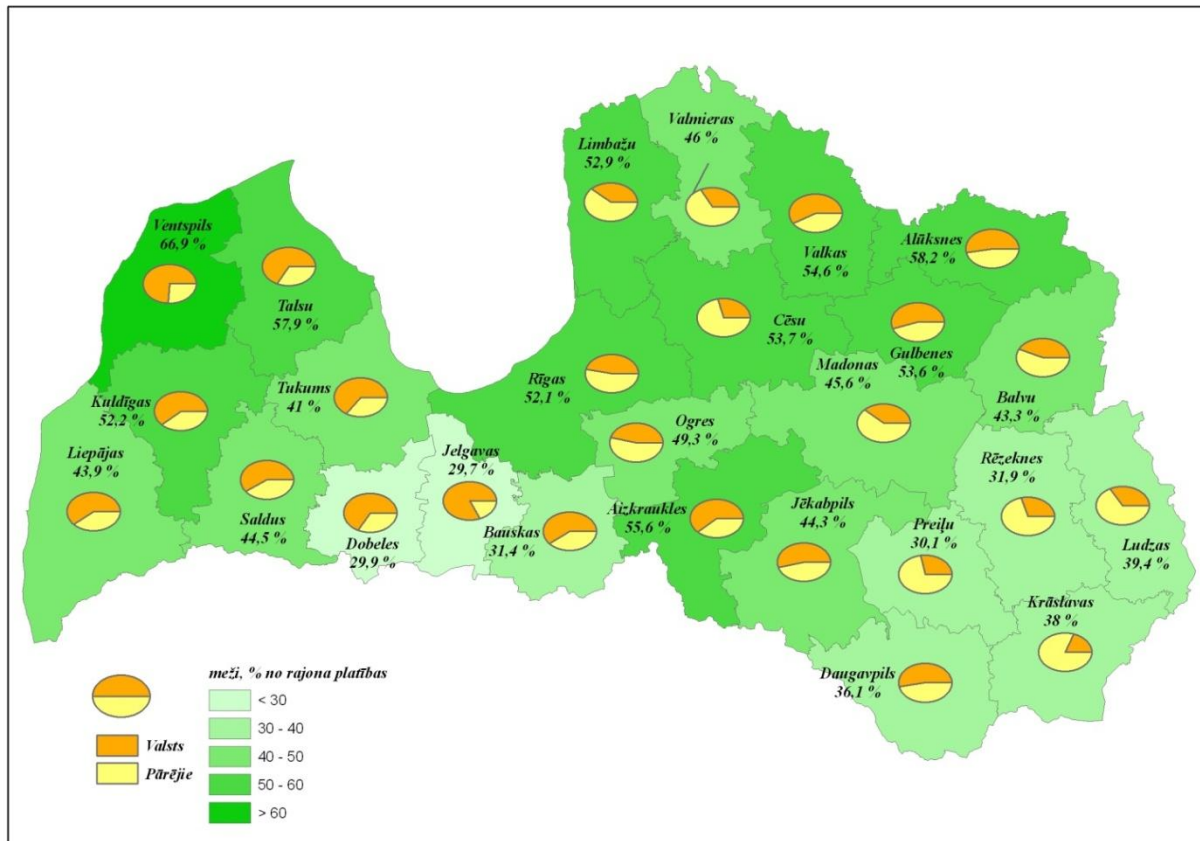 Valmieras
46 %
Limbažu
52,9 %
Ventspils
66,9 %
Alūksnes
58,2 %
Valkas
54,6 %
Talsu
57,9 %
Cēsu
53,7 %
Gulbenes
53,6 %
Madonas
45,6 %
Rīgas
52,1 %
Tukums
41 %
Kuldīgas
52,2 %
Balvu
43,3 %
Ogres
49,3 %
Liepājas
43,9 %
Jelgavas
29,7 %
Rēzeknes
31,9 %
Saldus
44,5 %
Aizkraukles
55,6 %
Jēkabpils
44,3 %
Preiļu
30,1 %
Bauskas
31,4 %
Dobeles
29,9 %
Ludzas
39,4 %
Krāslavas
38 %
Daugavpils
36,1 %
meži, % no rajona platības
< 30
30 - 40
40 - 50
50 - 60
> 60
Valsts
Pārējie